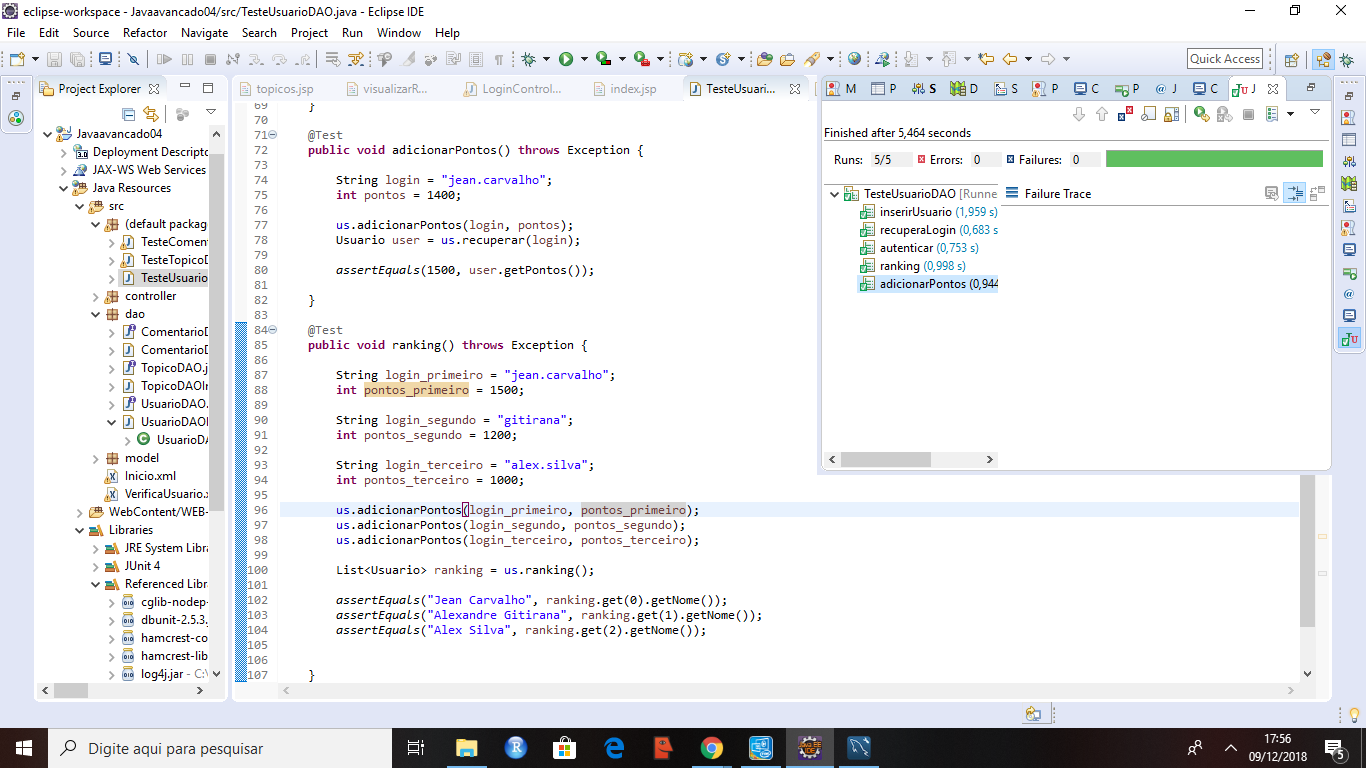 eclipse-workspace - Javaavancado04/src/TesteUsuarioDAO.java - Eclipse IDE
File Edit Source Refactor Navigate Search Project Run Window Help
Quick Access
Project Explorer
topicos.jsp
visualizarR...
LoginControl...
index.jsp
TesteUsuari...
M P S D S P C P J C J
Javaavancado04
Deployment Descripto
JAX-WS Web Services
Java Resources
src
(default packag
TesteComen
TesteTopicoD
TesteUsuario
controller
dao
ComentarioD
ComentarioD
TopicoDAO.j
TopicoDAOIn
UsuarioDAO.
UsuarioDAOI
UsuarioDA
model
Inicio.xml
VerificaUsuario.x
WebContent/WEB-
Libraries
JRE System Libra
JUnit 4
Referenced Libra
cglib-nodep-
dbunit-2.5.3.
hamcrest-co
hamcrest-lib
log4j.jar - C:\
69 }
70
71 @Test
72 public void adicionarPontos() throws Exception {
73
74 String login = "jean.carvalho";
75 int pontos = 1400;
76
77 us.adicionarPontos(login, pontos);
78 Usuario user = us.recuperar(login);
79
80 assertEquals(1500, user.getPontos());
81
82 }
83
84 @Test
85 public void ranking() throws Exception {
86
87 String login_primeiro = "jean.carvalho";
88 int pontos_primeiro = 1500;
89
90 String login_segundo = "gitirana";
91 int pontos_segundo = 1200;
92
93 String login_terceiro = "alex.silva";
94 int pontos_terceiro = 1000;
95
96 us.adicionarPontos(login_primeiro, pontos_primeiro);
97 us.adicionarPontos(login_segundo, pontos_segundo);
98 us.adicionarPontos(login_terceiro, pontos_terceiro);
99
100 List<Usuario> ranking = us.ranking();
101
102 assertEquals("Jean Carvalho", ranking.get(0).getNome());
103 assertEquals("Alexandre Gitirana", ranking.get(1).getNome());
104 assertEquals("Alex Silva", ranking.get(2).getNome());
105
106
107 }
Finished after 5,464 seconds
Runs: 5/5 Errors: 0 Failures: 0
TesteUsuarioDAO [Runne
inserirUsuario (1,959 s)
recuperaLogin (0,683 s
autenticar (0,753 s)
ranking (0,998 s)
adicionarPontos (0,944
Failure Trace
Digite aqui para pesquisar
17:56
09/12/2018
5